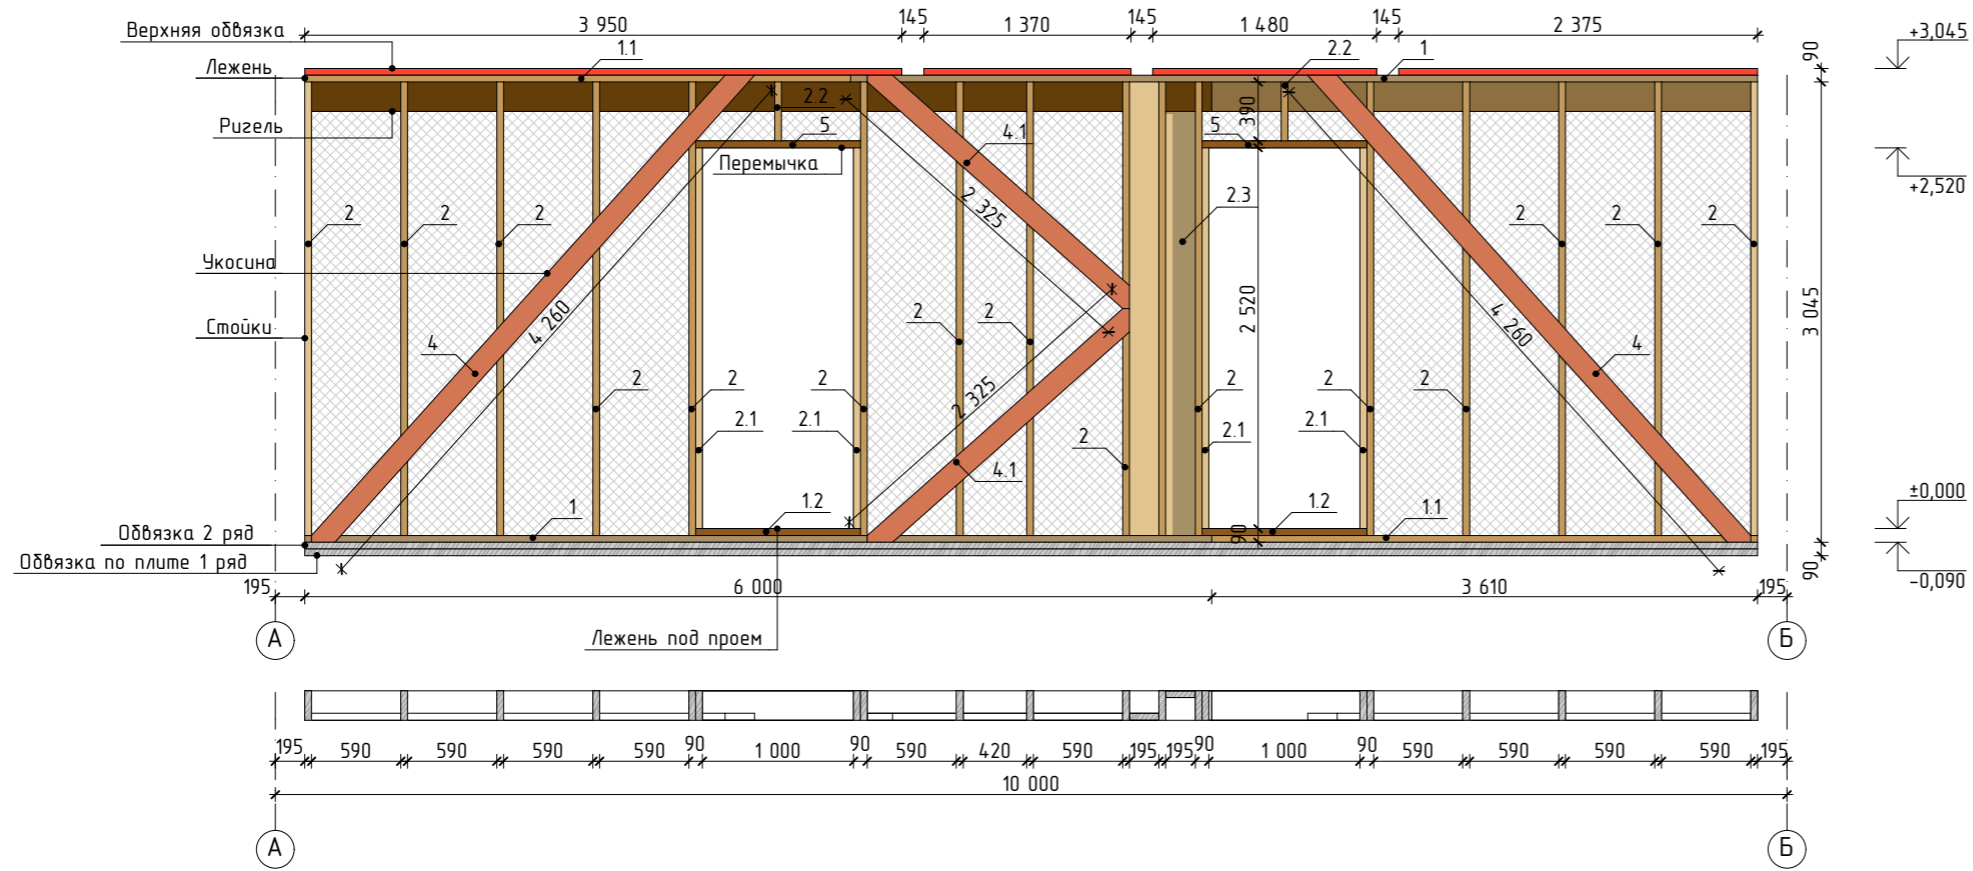 3 950 145 1 370 145 1 480 145 2 375
Верхняя обвязка
1.1 2.2 1 90 +3,045
Лежень
Ригель
2.2 5 4.1 390 5
Перемычка
+2,520
2 2 2 2 325 2.3 2 2 2
Укосина
4 260 2 520 4 260 3 045
Стойки
4 2 2 4
2 2 2 2 325 2 2 2
2.1 2.1 2 2.1 2.1
4.1
1 1.2 90 1.2 1.1 ±0,000
Обвязка 2 ряд
Обвязка по плите 1 ряд
90 -0,090
195 6 000 3 610 195
А Лежень под проем Б
195 590 590 590 590 90 1 000 90 590 420 590 195 195 90 1 000 90 590 590 590 590 195
10 000
А Б